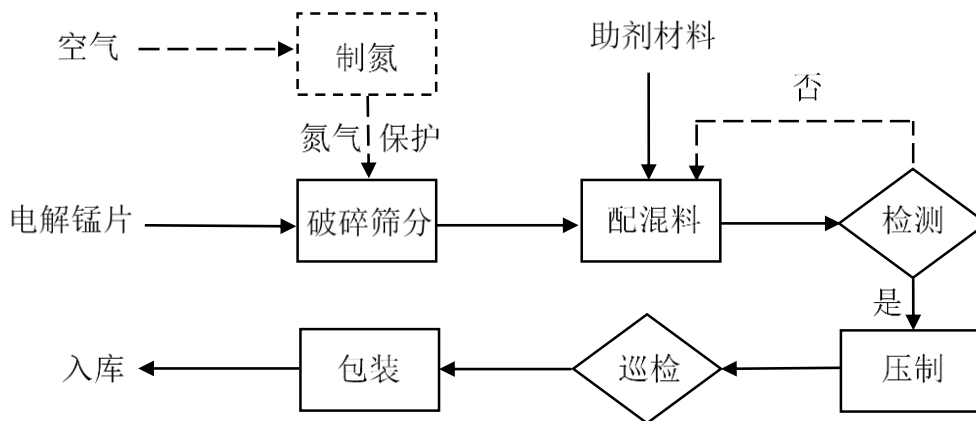 空气
制氮
助剂材料
否
氮气 保护
电解锰片
破碎筛分
配混料
检测
是
入库
包装
巡检
压制